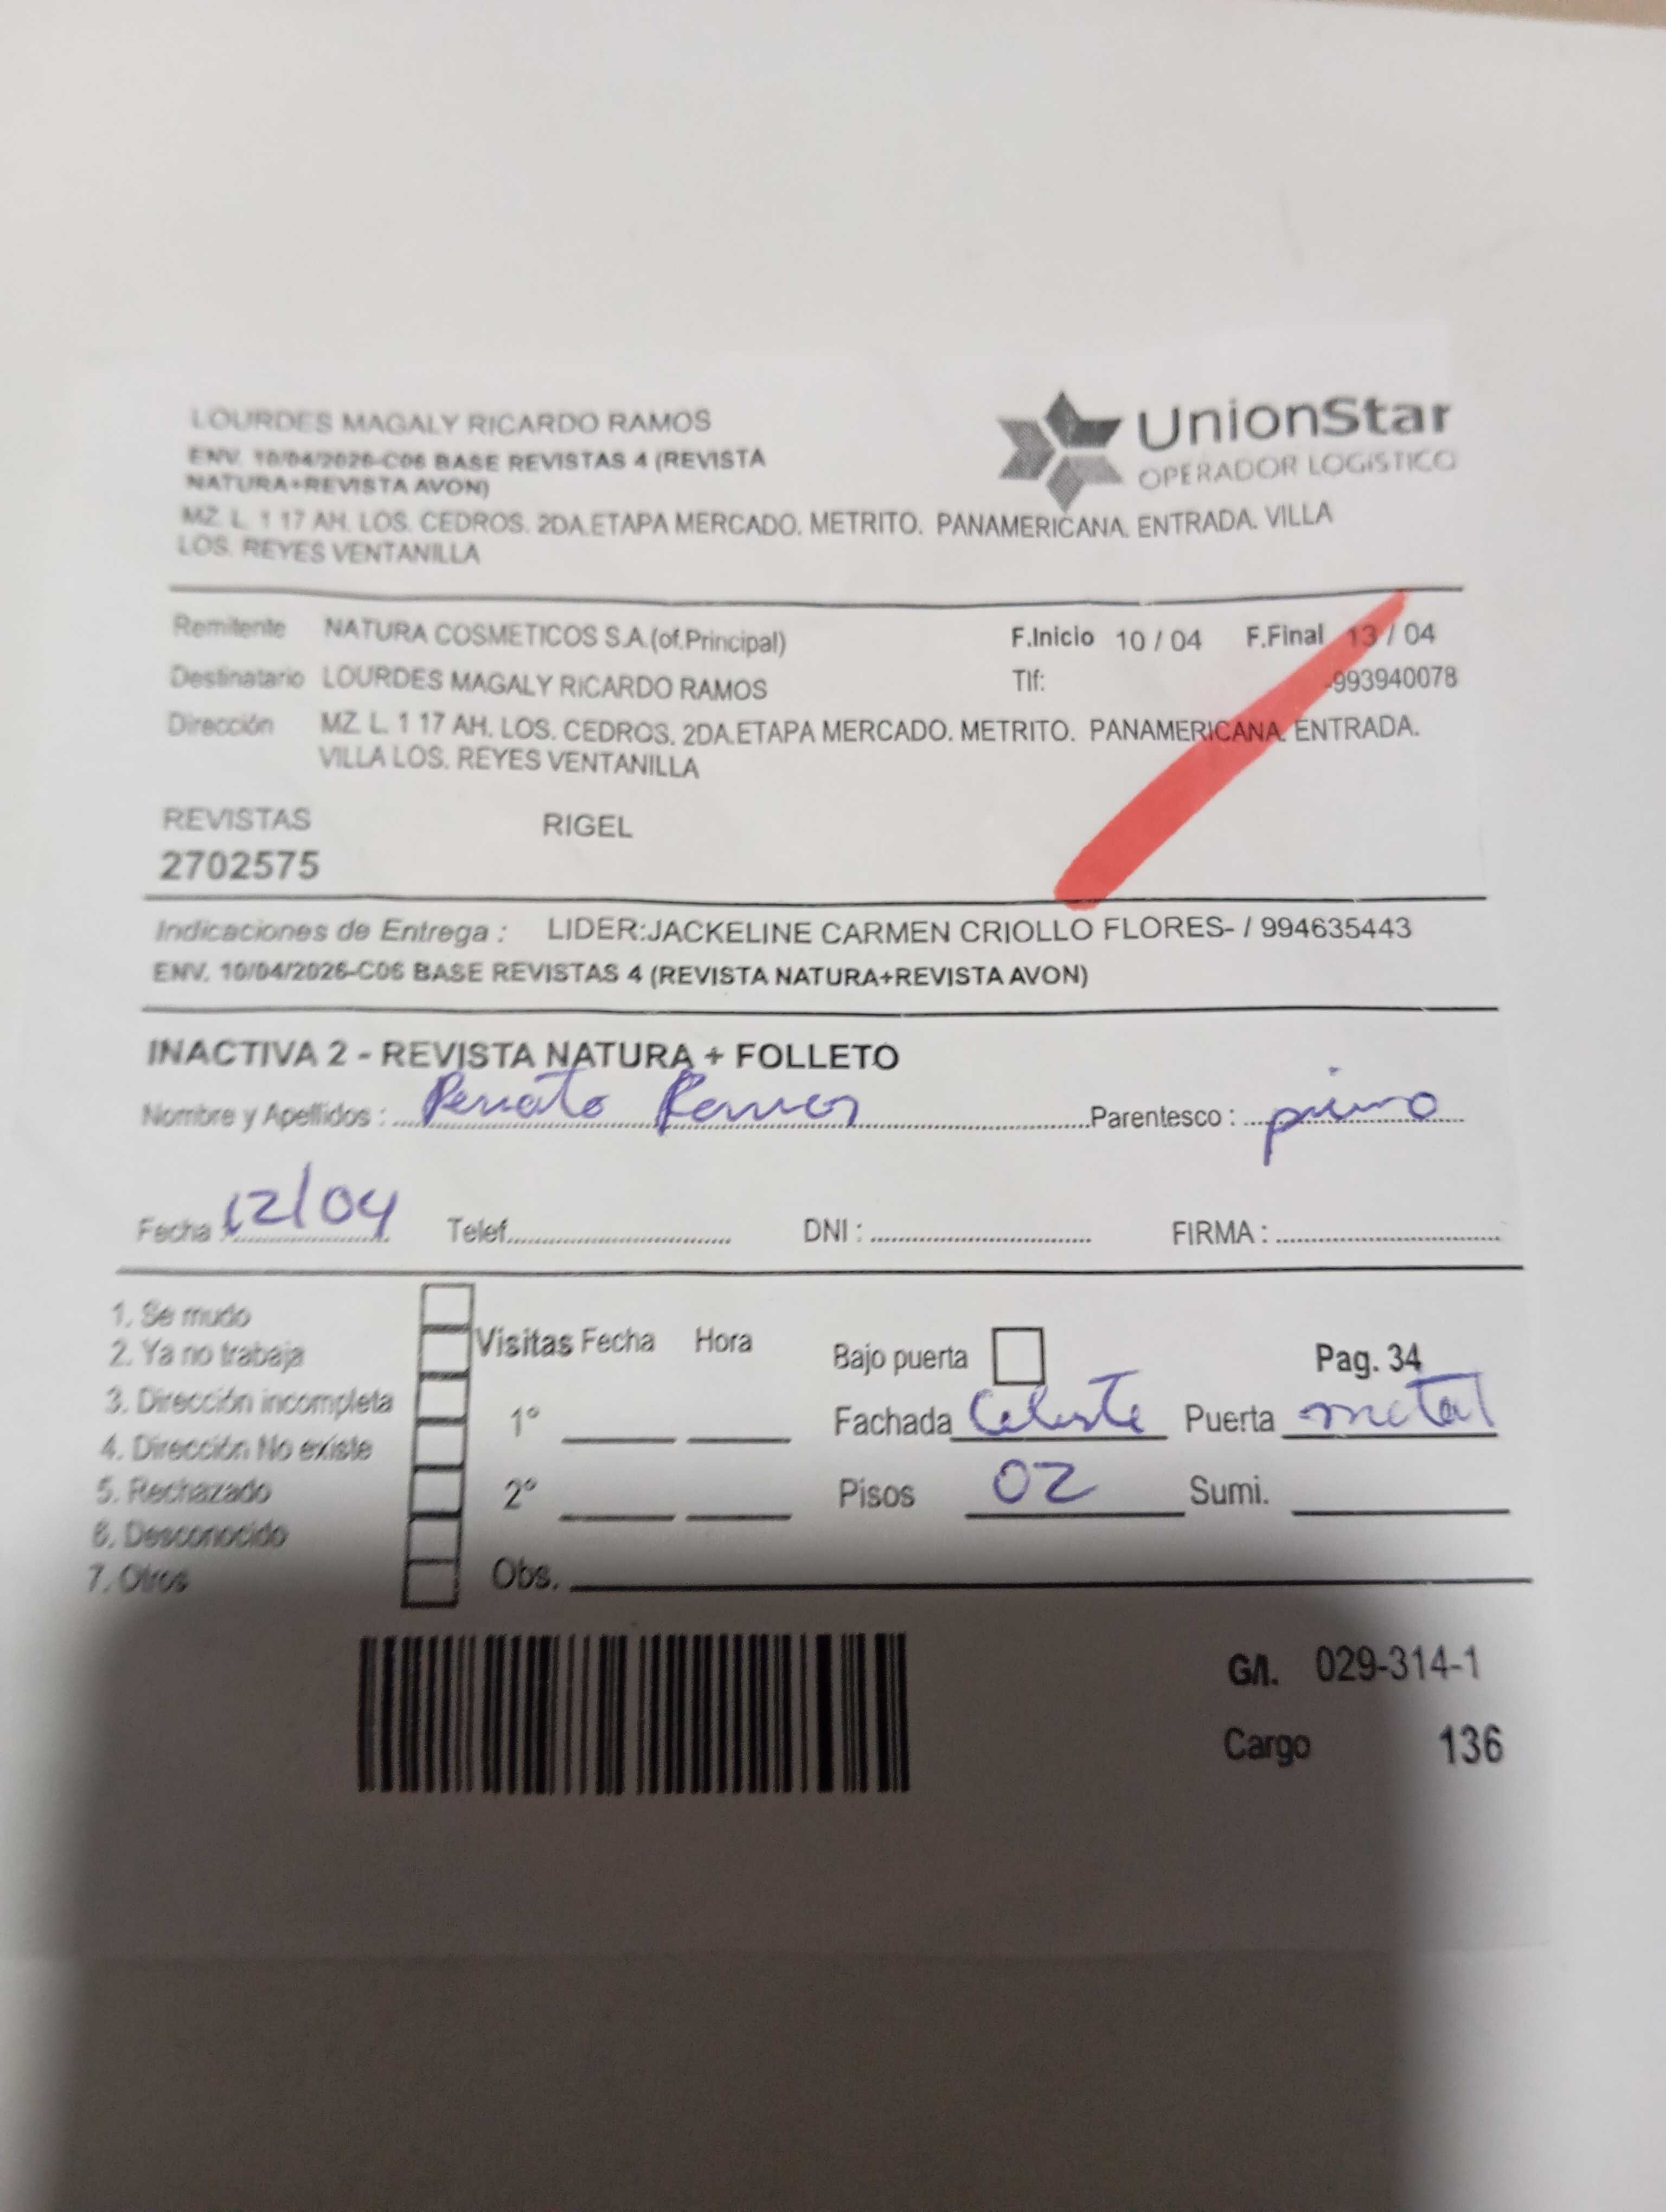 LOURDES MAGALY RICARDO RAMOS
ENV. 10/04/2026-C06 BASE REVISTAS 4 (REVISTA
NATURA+REVISTA AVON)
MZ. L. 1 17 AH. LOS. CEDROS. 2DA.ETAPA MERCADO. METRITO. PANAMERICANA. ENTRADA. VILLA
LOS. REYES VENTANILLA
UnionStar
OPERADOR LOGÍSTICO
Remitente NATURA COSMETICOS S.A.(of.Principal) F.Inicio 10 / 04 F.Final 13 / 04
Destinatario LOURDES MAGALY RICARDO RAMOS Tlf: -993940078
Dirección MZ. L. 1 17 AH. LOS. CEDROS. 2DA.ETAPA MERCADO. METRITO. PANAMERICANA. ENTRADA.
VILLA LOS. REYES VENTANILLA
REVISTAS RIGEL
2702575
Indicaciones de Entrega : LIDER:JACKELINE CARMEN CRIOLLO FLORES- / 994635443
ENV. 10/04/2026-C06 BASE REVISTAS 4 (REVISTA NATURA+REVISTA AVON)
INACTIVA 2 - REVISTA NATURA + FOLLETO
Nombre y Apellidos : Renato Ramos Parentesco : primo
Fecha 12/04 Telef. DNI : FIRMA :
1. Se mudo
2. Ya no trabaja
3. Dirección incompleta
4. Dirección No existe
5. Rechazado
6. Desconocido
7. Otros
Visitas Fecha Hora
1°
2°
Obs.
Bajo puerta Pag. 34
Fachada Celeste Puerta metal
Pisos 02 Sumi.
G/I. 029-314-1
Cargo 136